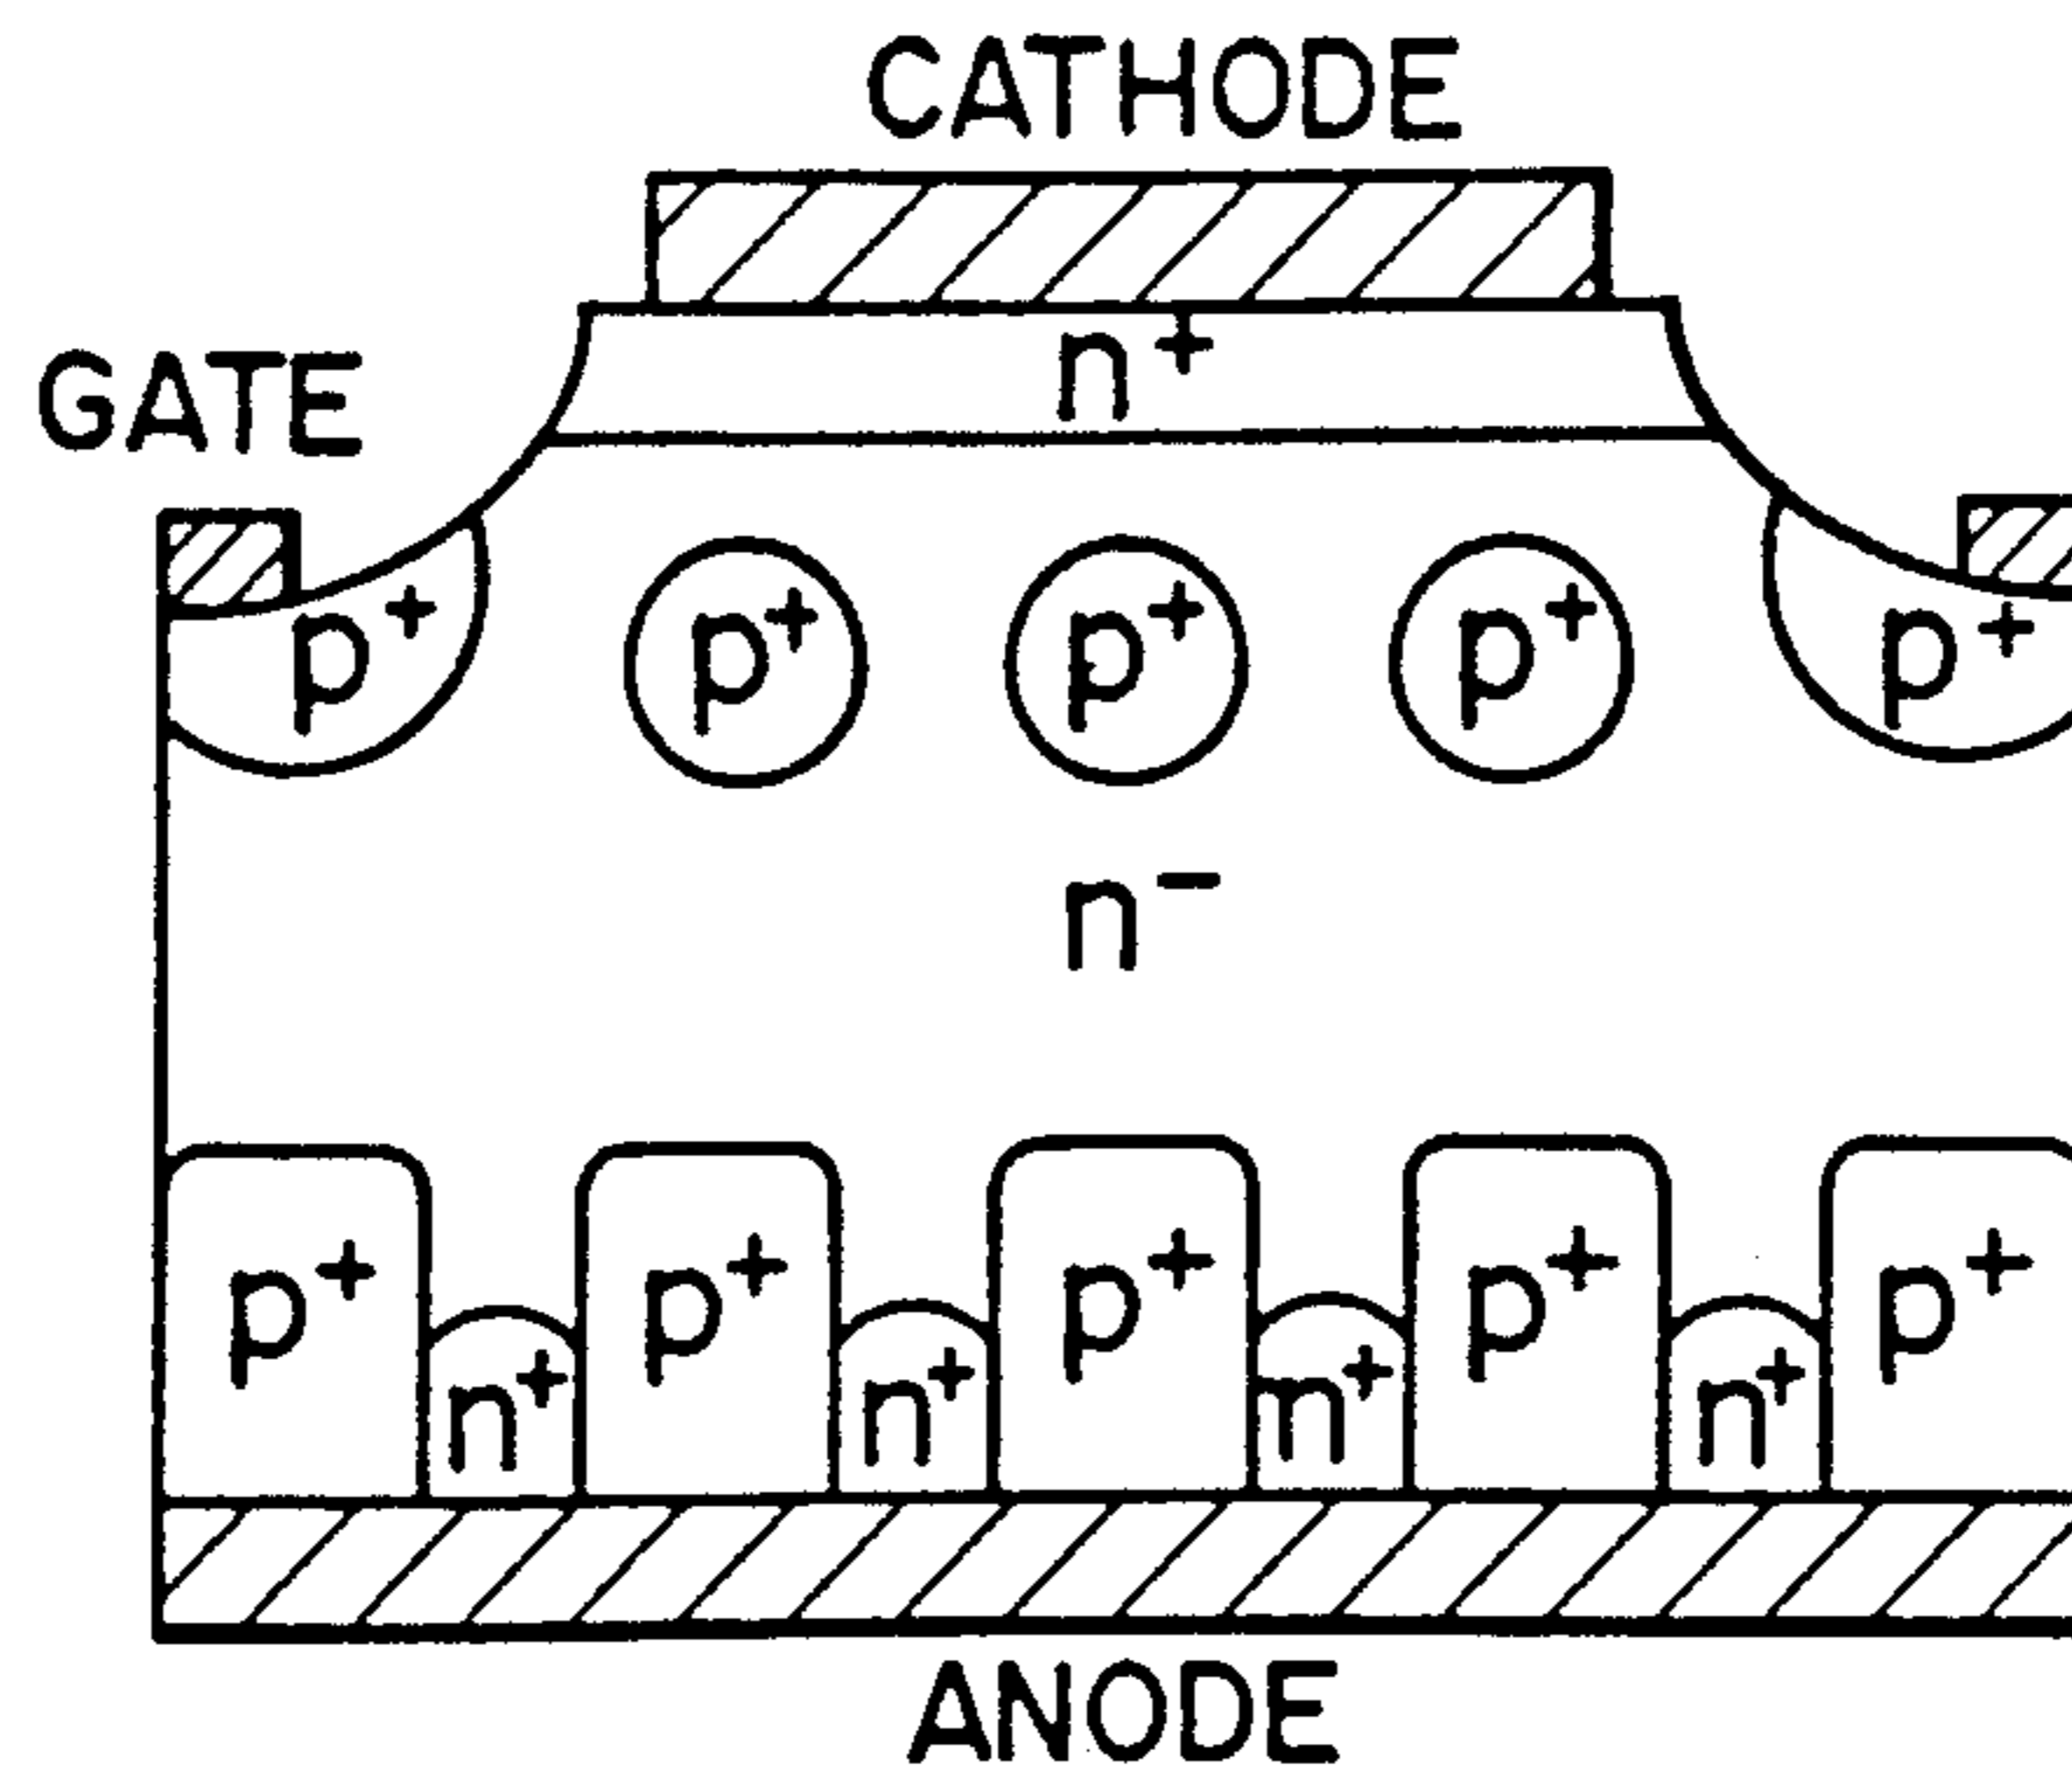 CATHODE
n⁺
GATE
p⁺ p⁺ p⁺ p⁺ p⁺
n⁻
p⁺ p⁺ p⁺ p⁺ p⁺
n⁺ n⁺ n⁺ n⁺
ANODE